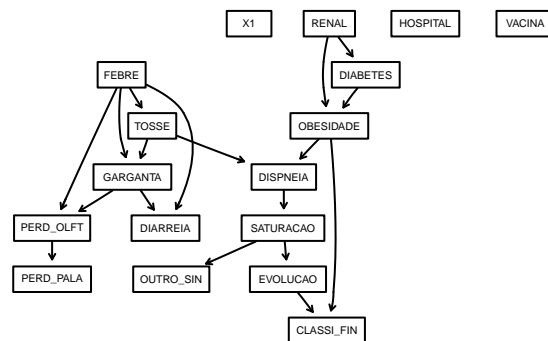 X1 RENAL HOSPITAL VACINA
FEBRE DIABETES
TOSSE OBESIDADE
GARGANTA DISPNEIA
PERD_OLFT DIARREIA SATURACAO
PERD_PALA OUTRO_SIN EVOLUCAO
CLASSI_FIN